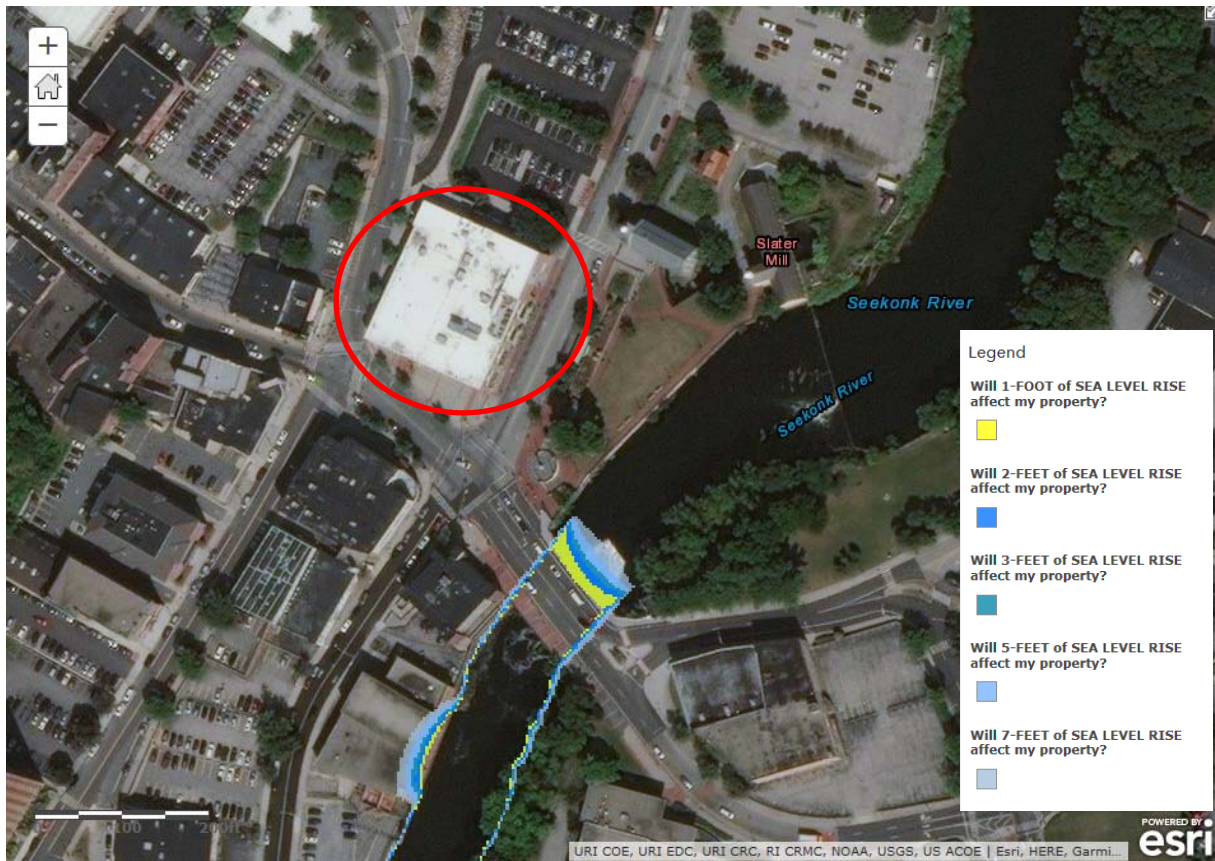 +
−
Slater
Mill
Seekonk River
Seekonk River
Legend
Will 1-FOOT of SEA LEVEL RISE
affect my property?
Will 2-FEET of SEA LEVEL RISE
affect my property?
Will 3-FEET of SEA LEVEL RISE
affect my property?
Will 5-FEET of SEA LEVEL RISE
affect my property?
Will 7-FEET of SEA LEVEL RISE
affect my property?
0 100 200ft
POWERED BY
esri
URI COE, URI EDC, URI CRC, RI CRMC, NOAA, USGS, US ACOE | Esri, HERE, Garmi...